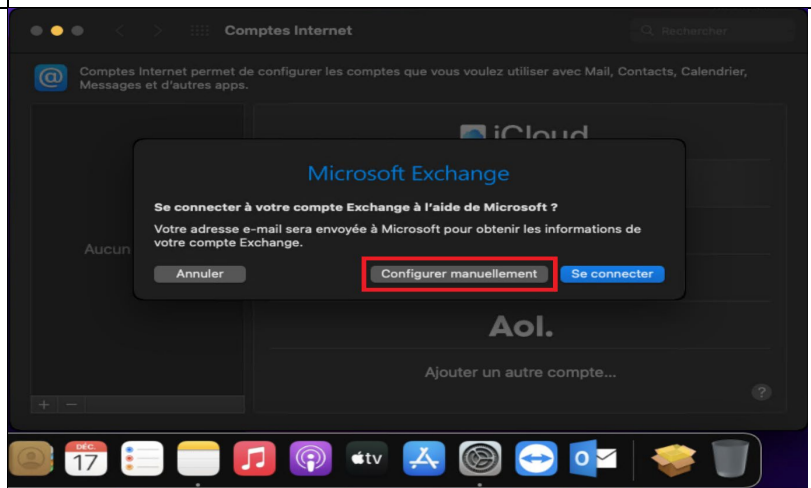 Comptes Internet
Rechercher
Comptes Internet permet de configurer les comptes que vous voulez utiliser avec Mail, Contacts, Calendrier,
Messages et d'autres apps.
iCloud
Microsoft Exchange
Se connecter à votre compte Exchange à l'aide de Microsoft ?
Votre adresse e-mail sera envoyée à Microsoft pour obtenir les informations de
votre compte Exchange.
Aucun
Annuler
Configurer manuellement
Se connecter
Aol.
Ajouter un autre compte...
?
+ −
DÉC.
17
tv